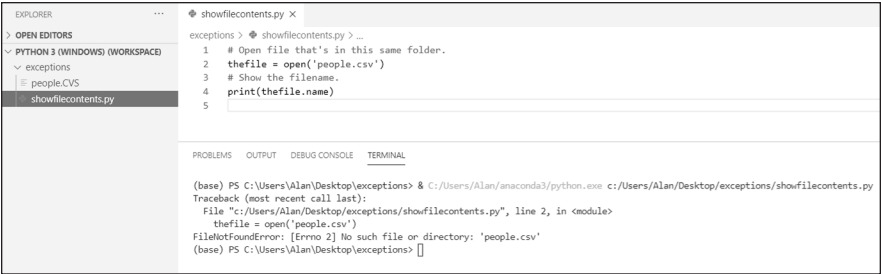 EXPLORER ...
OPEN EDITORS
PYTHON 3 (WINDOWS) (WORKSPACE)
exceptions
people.CVS
showfilecontents.py
showfilecontents.py ×
exceptions > showfilecontents.py > ...
1 # Open file that's in this same folder.
2 thefile = open('people.csv')
3 # Show the filename.
4 print(thefile.name)
5
PROBLEMS OUTPUT DEBUG CONSOLE TERMINAL
(base) PS C:\Users\Alan\Desktop\exceptions> & C:/Users/Alan/anaconda3/python.exe c:/Users/Alan/Desktop/exceptions/showfilecontents.py
Traceback (most recent call last):
File "c:/Users/Alan/Desktop/exceptions/showfilecontents.py", line 2, in <module>
thefile = open('people.csv')
FileNotFoundError: [Errno 2] No such file or directory: 'people.csv'
(base) PS C:\Users\Alan\Desktop\exceptions>